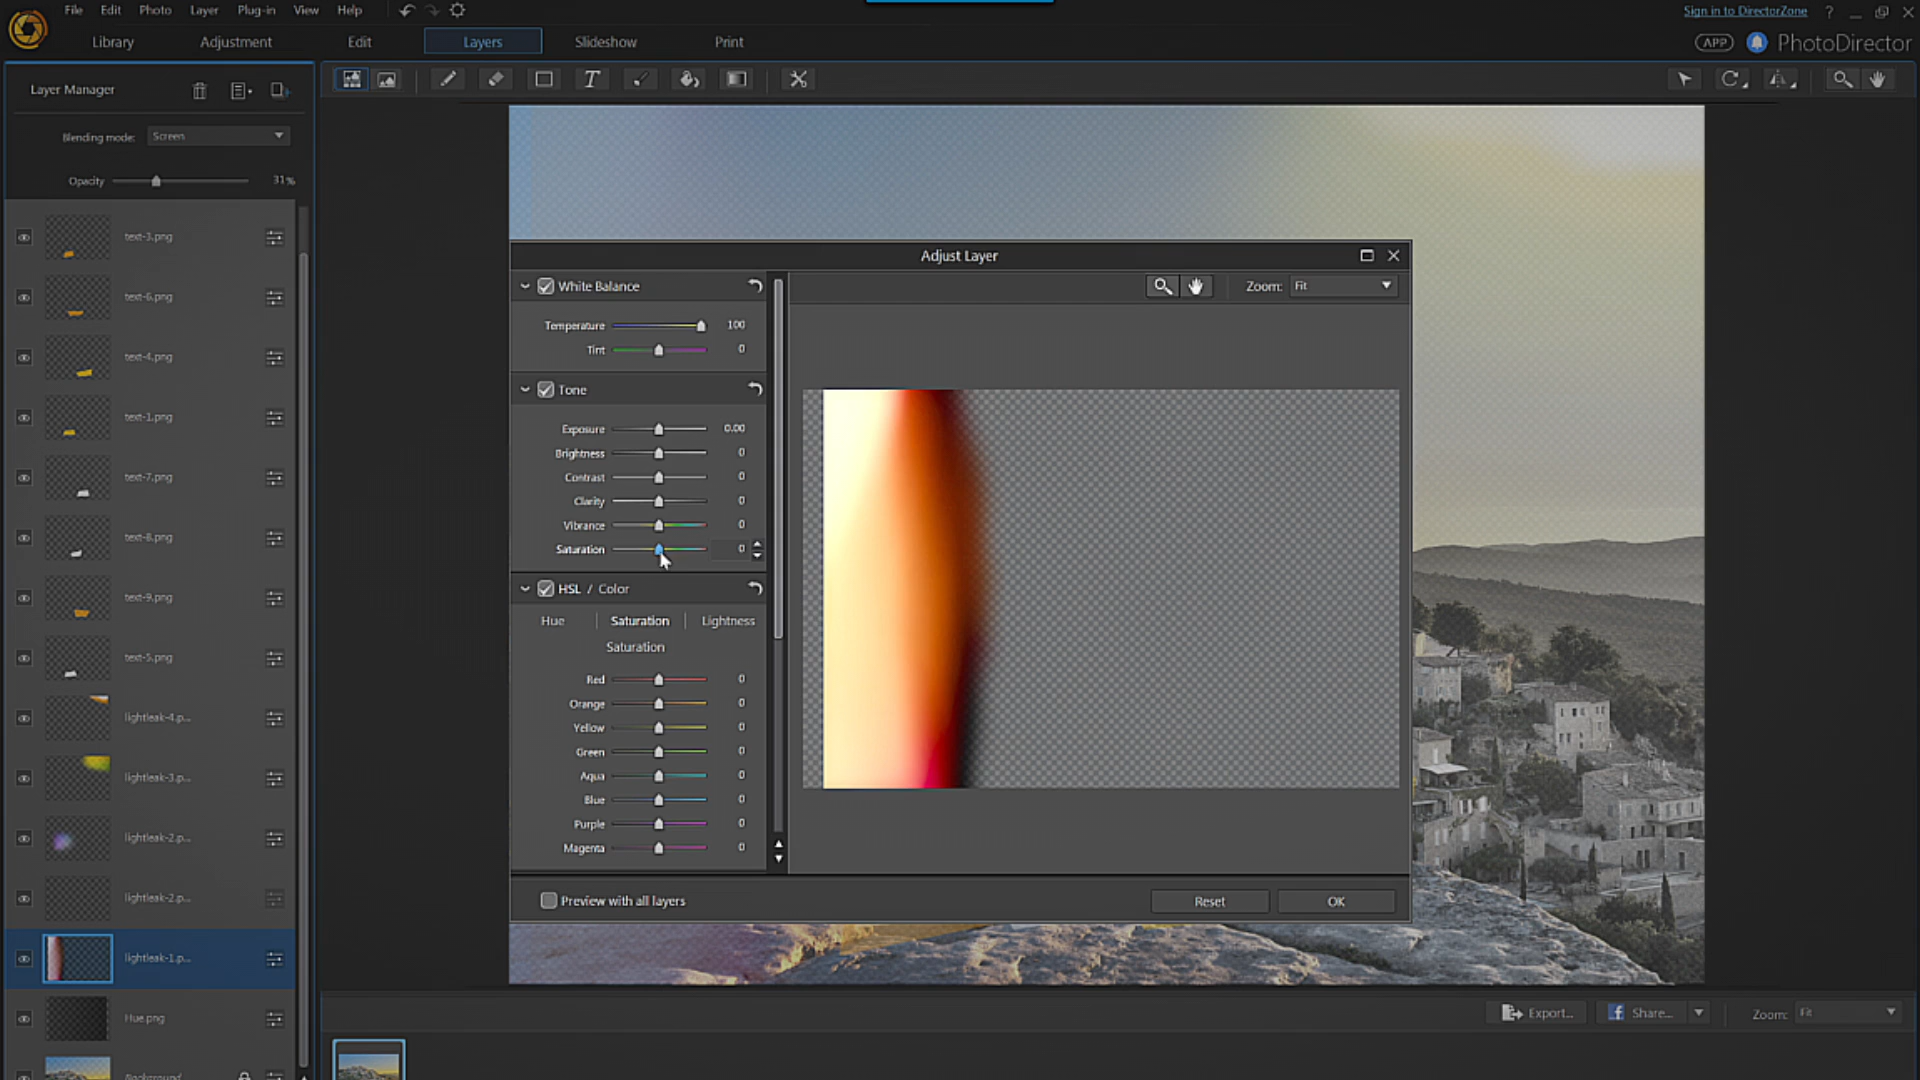 File Edit Photo Layer Plug-in View Help
Sign in to DirectorZone ?
Library Adjustment Edit Layers Slideshow Print
APP PhotoDirector
Layer Manager
T
Blending mode: Screen
Opacity 31%
text-3.png
text-6.png
text-4.png
text-1.png
text-7.png
text-8.png
text-9.png
text-5.png
lightleak-4.p...
lightleak-3.p...
lightleak-2.p...
lightleak-2.p...
lightleak-1.p...
Hue.png
Background
Adjust Layer
White Balance
Temperature 100
Tint 0
Tone
Exposure 0.00
Brightness 0
Contrast 0
Clarity 0
Vibrance 0
Saturation 0
HSL / Color
Hue | Saturation | Lightness
Saturation
Red 0
Orange 0
Yellow 0
Green 0
Aqua 0
Blue 0
Purple 0
Magenta 0
Zoom: Fit
Preview with all layers
Reset OK
Export... Share... Zoom: Fit